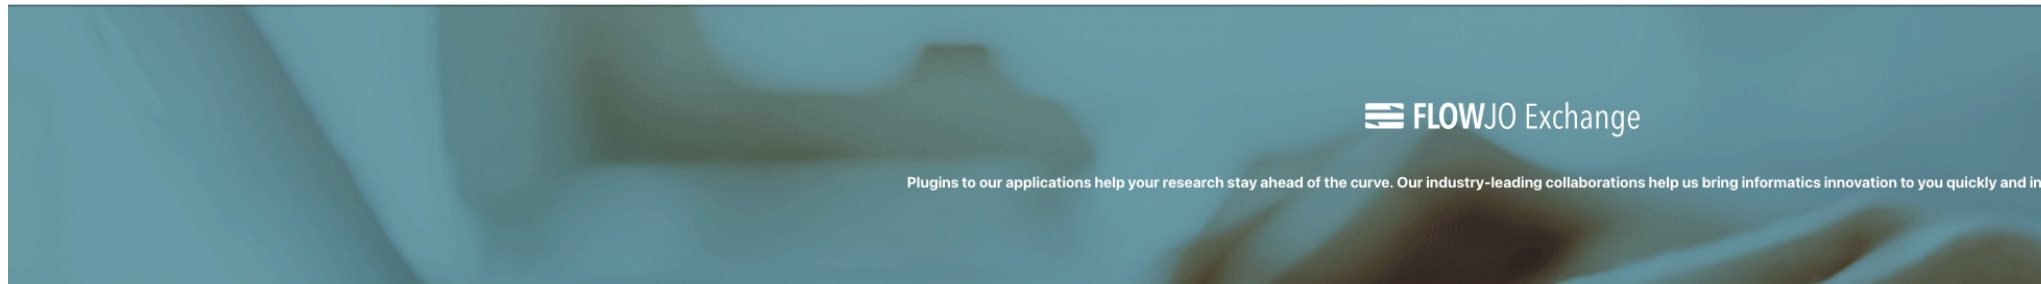 FLOWJO Exchange
Plugins to our applications help your research stay ahead of the curve. Our industry-leading collaborations help us bring informatics innovation to you quickly and in